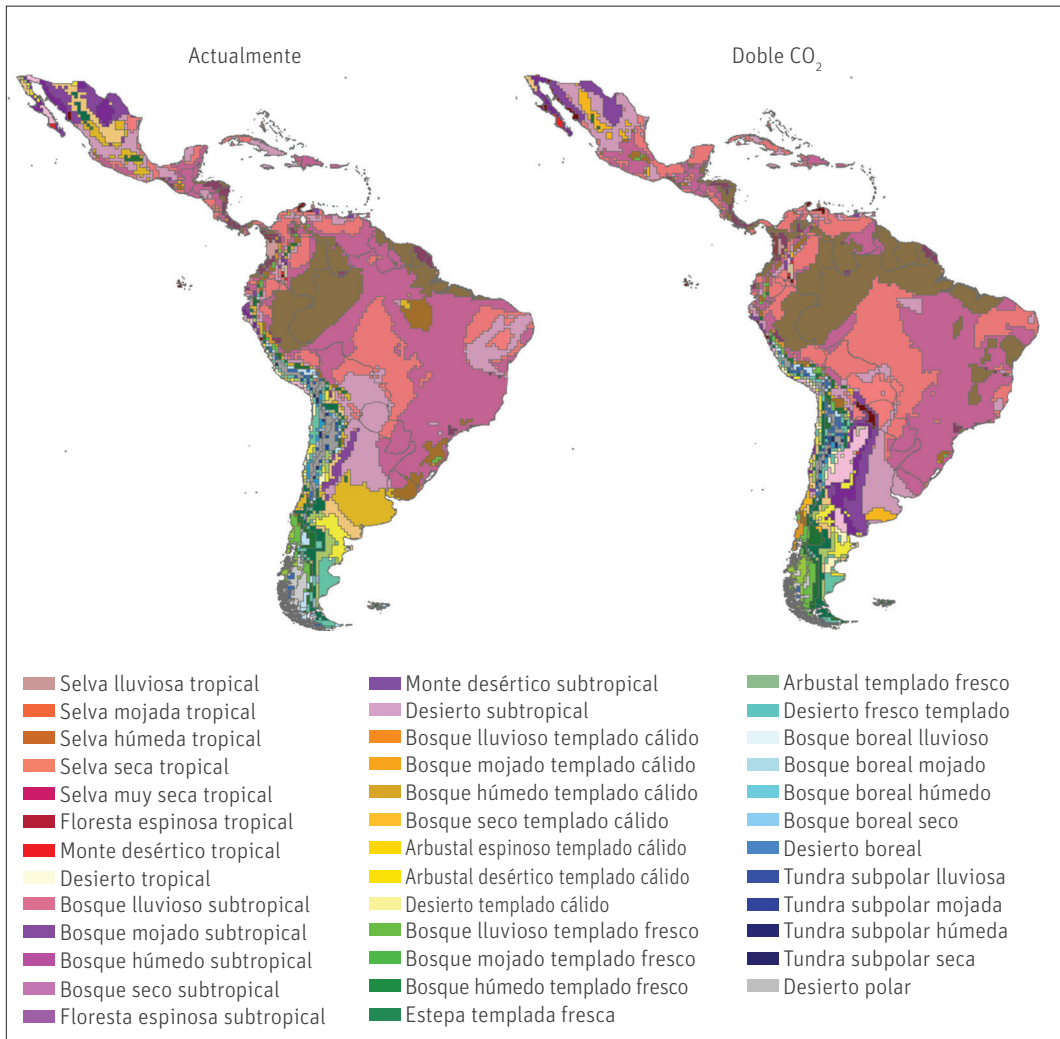 Actualmente
Doble CO₂
Selva lluviosa tropical
Selva mojada tropical
Selva húmeda tropical
Selva seca tropical
Selva muy seca tropical
Floresta espinosa tropical
Monte desértico tropical
Desierto tropical
Bosque lluvioso subtropical
Bosque mojado subtropical
Bosque húmedo subtropical
Bosque seco subtropical
Floresta espinosa subtropical
Monte desértico subtropical
Desierto subtropical
Bosque lluvioso templado cálido
Bosque mojado templado cálido
Bosque húmedo templado cálido
Bosque seco templado cálido
Arbustal espinoso templado cálido
Arbustal desértico templado cálido
Desierto templado cálido
Bosque lluvioso templado fresco
Bosque mojado templado fresco
Bosque húmedo templado fresco
Estepa templada fresca
Arbustal templado fresco
Desierto fresco templado
Bosque boreal lluvioso
Bosque boreal mojado
Bosque boreal húmedo
Bosque boreal seco
Desierto boreal
Tundra subpolar lluviosa
Tundra subpolar mojada
Tundra subpolar húmeda
Tundra subpolar seca
Desierto polar